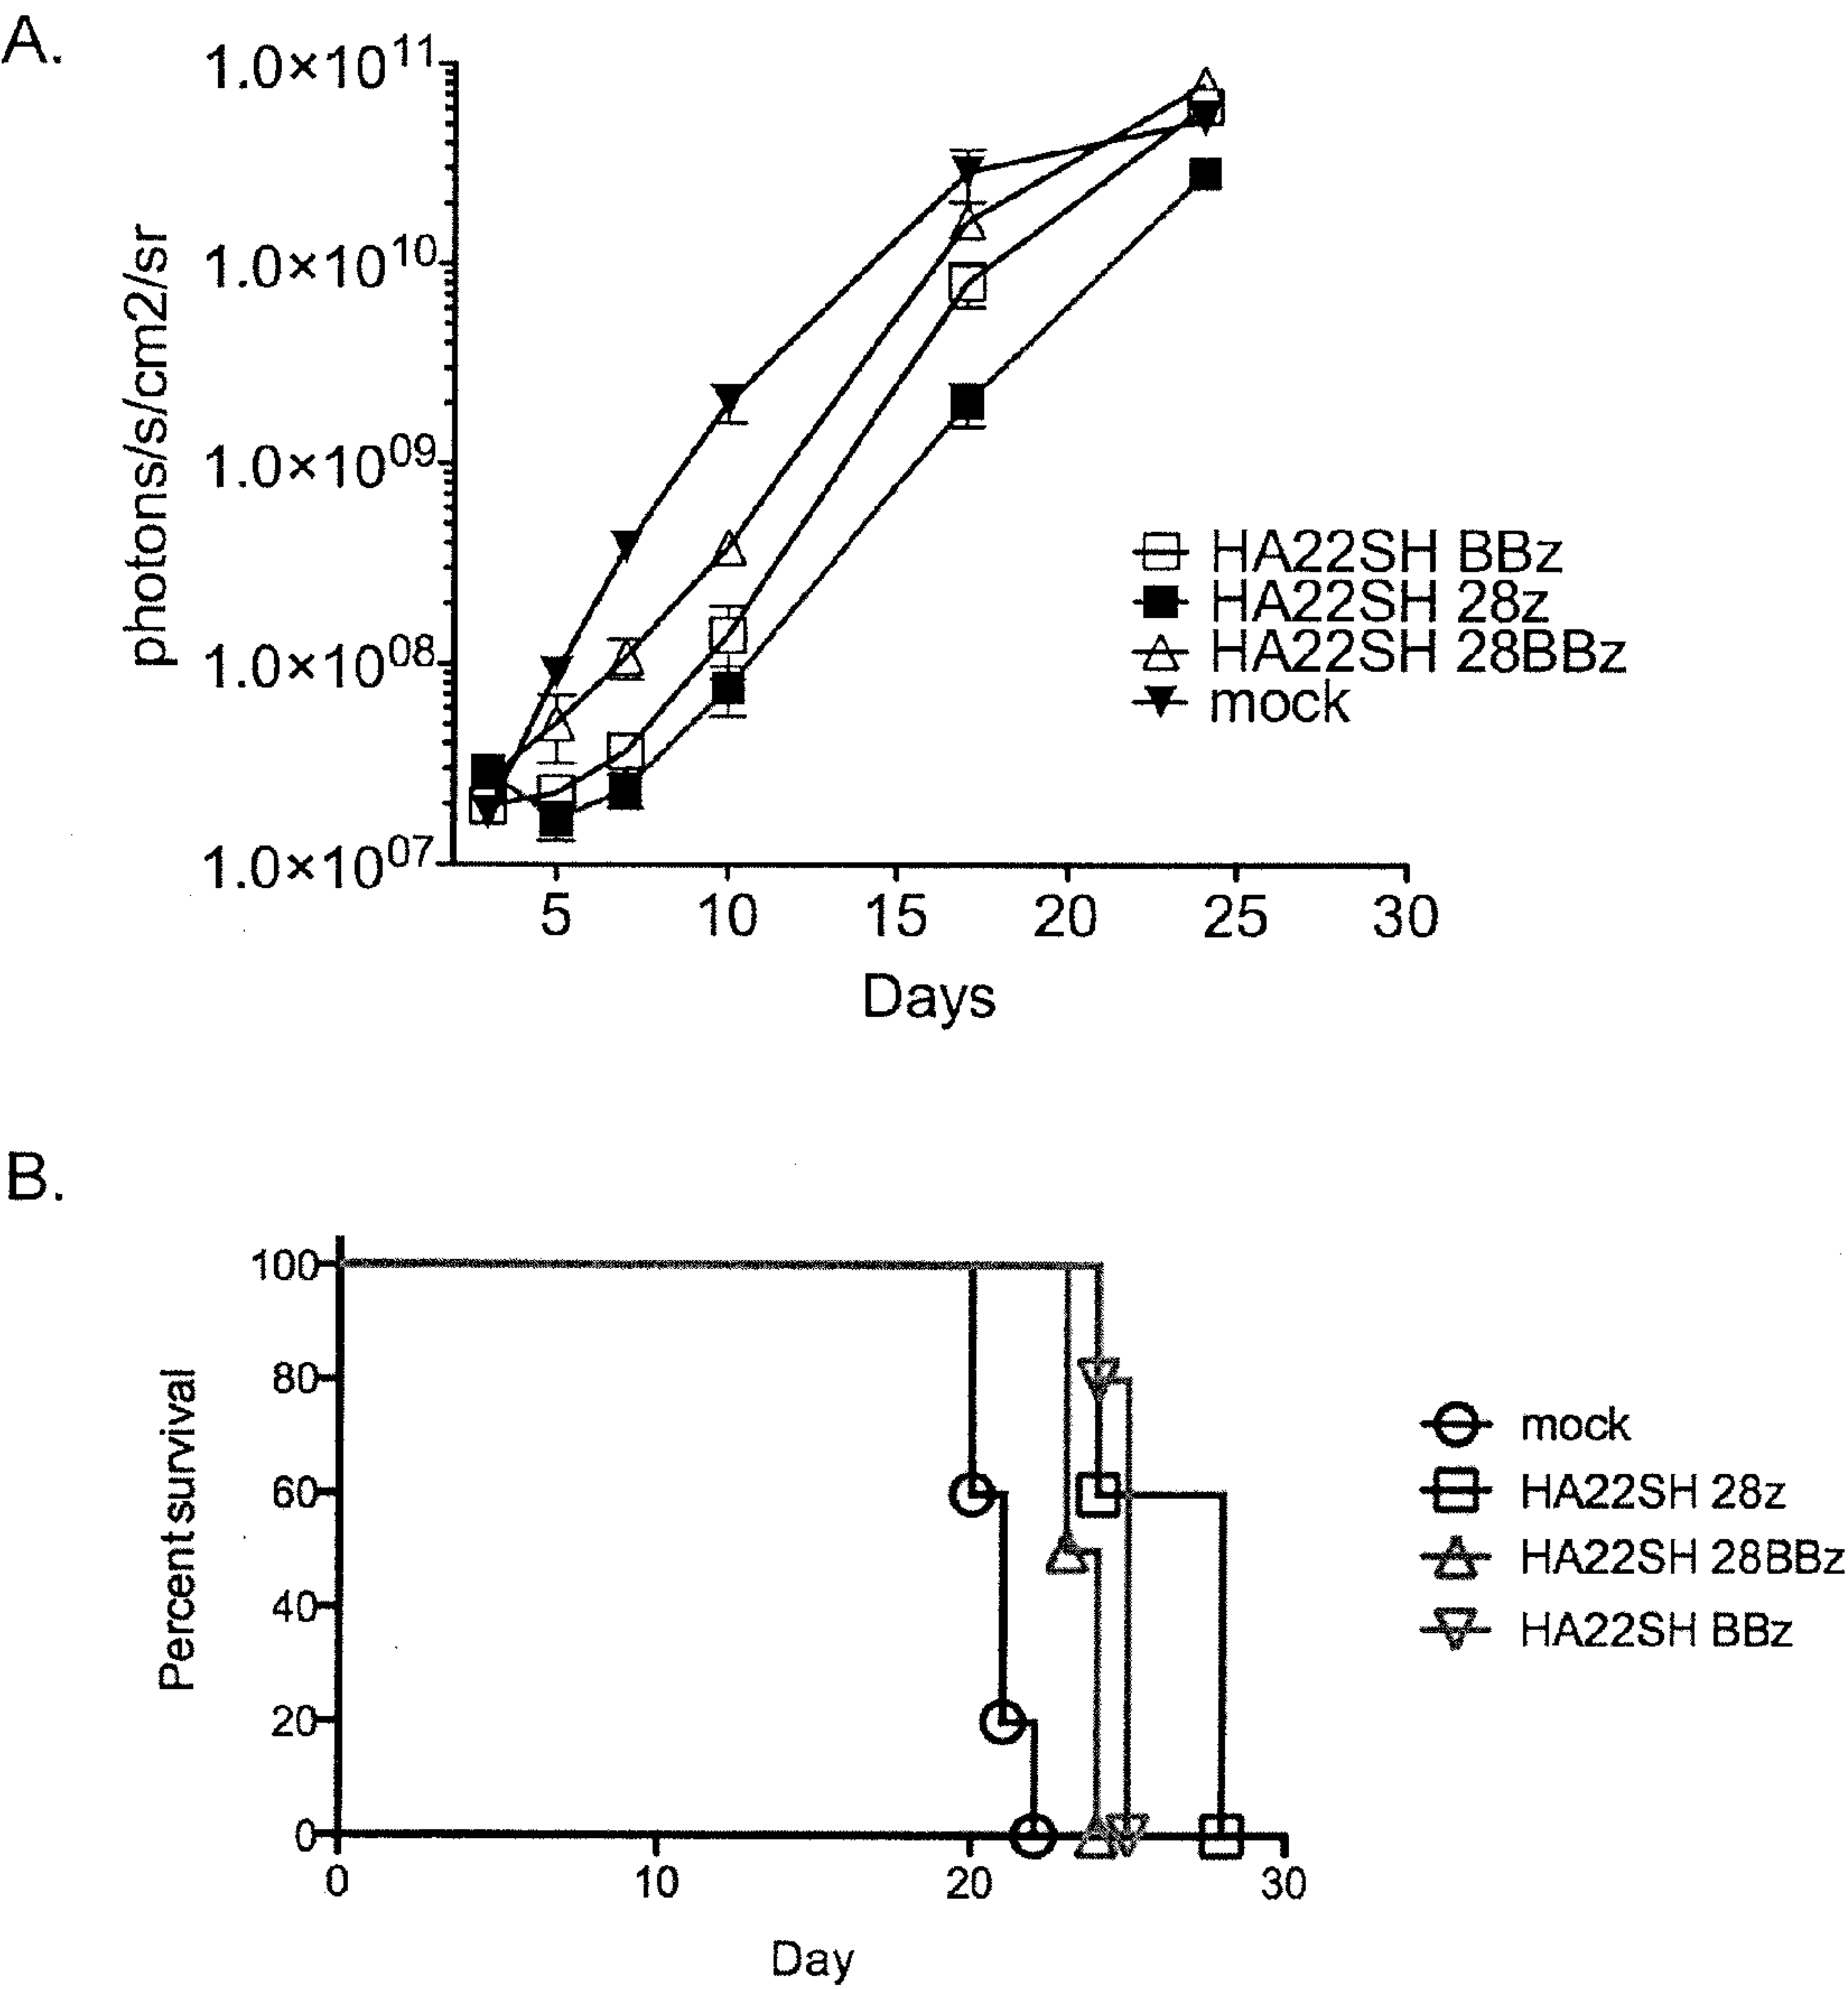 A.
1.0×10^11
1.0×10^10
1.0×10^09
1.0×10^08
1.0×10^07
photons/s/cm2/sr
5 10 15 20 25 30
Days
HA22SH BBz
HA22SH 28z
HA22SH 28BBz
mock
B.
100
80
60
40
20
0
Percent survival
0 10 20 30
Day
mock
HA22SH 28z
HA22SH 28BBz
HA22SH BBz